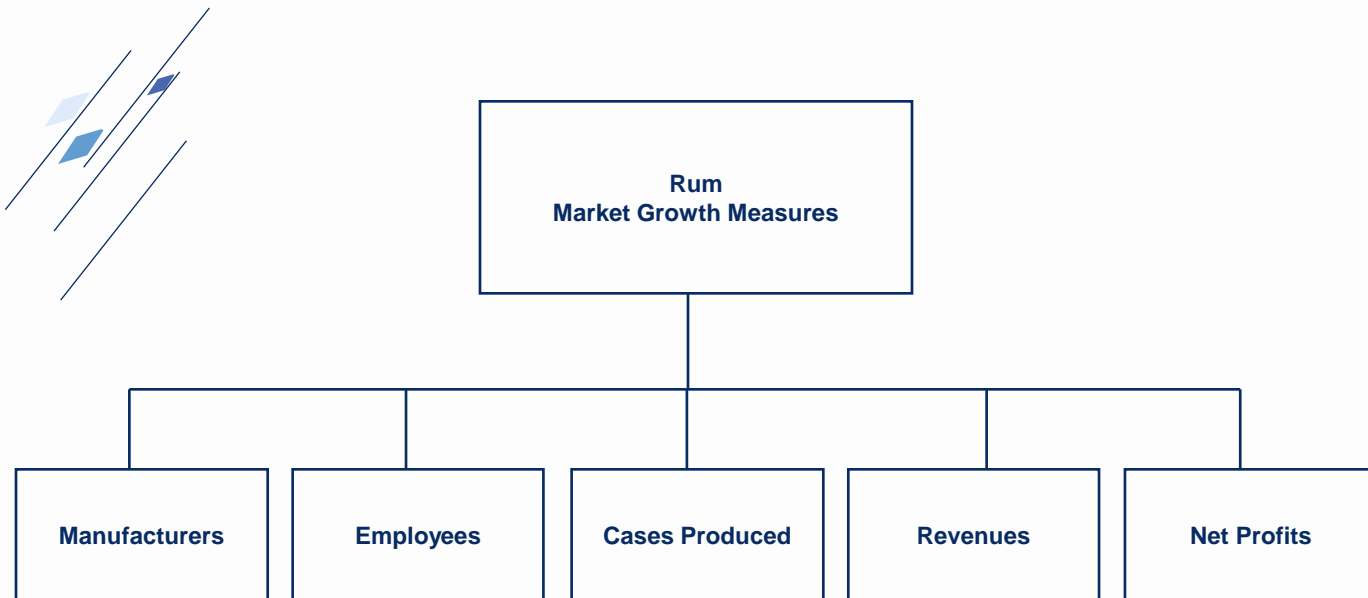 Rum
Market Growth Measures
Manufacturers
Employees
Cases Produced
Revenues
Net Profits